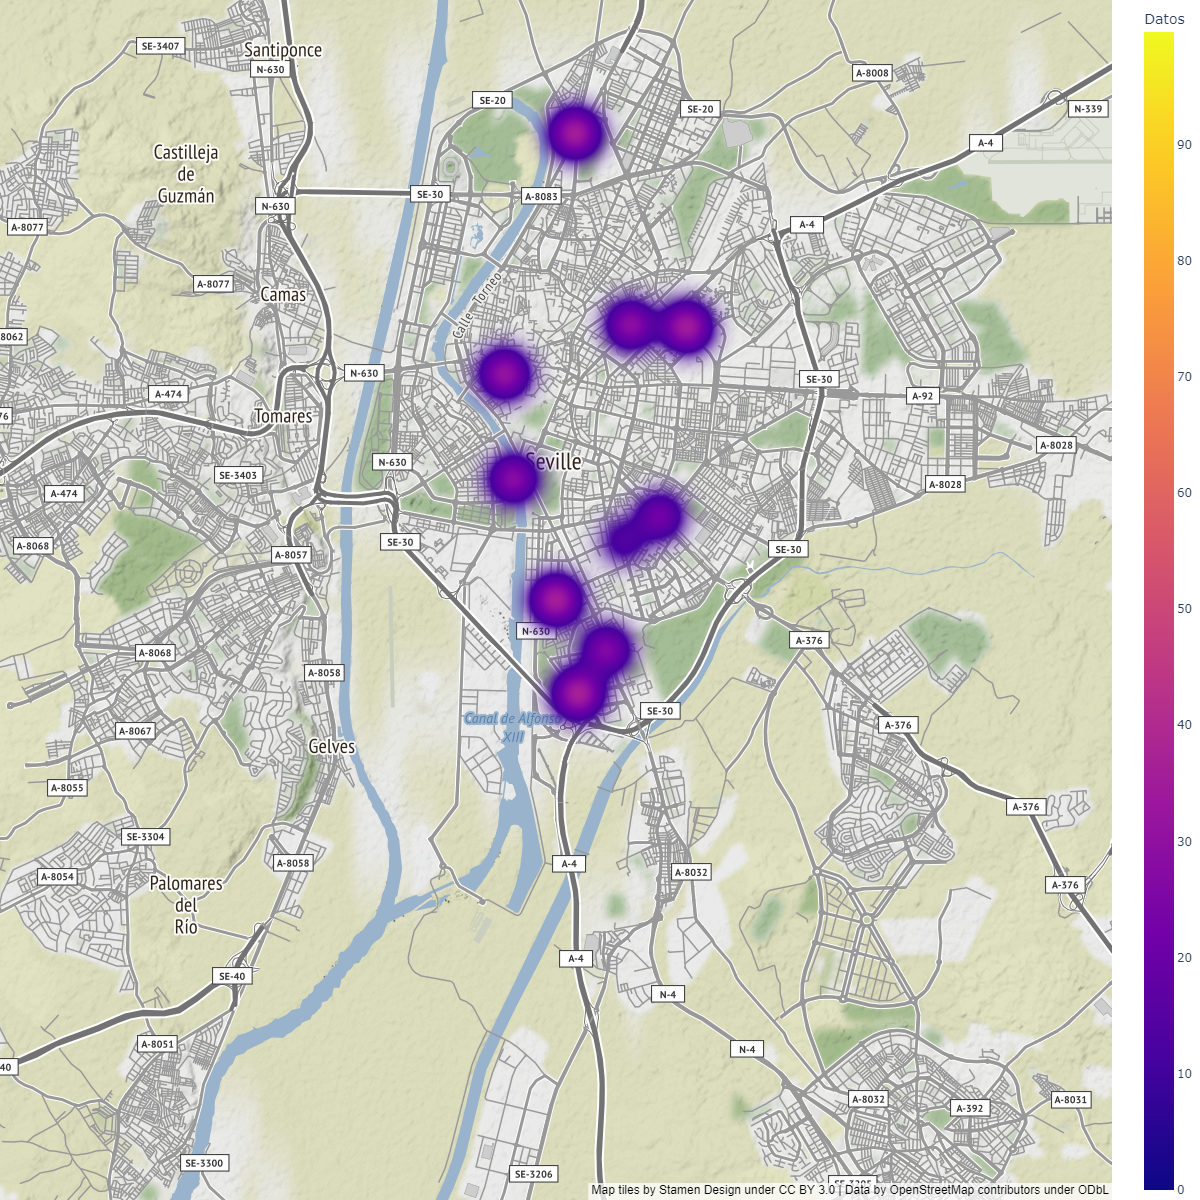 Datos
SE-3407
Santiponce
N-630
A-8008
SE-20
SE-20
N-339
A-4
Castilleja
de
Guzmán
SE-30
A-8083
N-630
A-8077
A-4
A-8077
Camas
Calle Torneo
8062
N-630
SE-30
A-474
A-92
Tomares
76
A-8028
Seville
N-630
SE-3403
A-8028
A-474
SE-30
A-8068
A-8057
SE-30
N-630
A-376
A-8068
A-8058
SE-30
Canal de Alfonso
XIII
A-376
A-8067
Gelves
A-8055
A-376
SE-3304
A-8058
A-4
A-8032
A-8054
Palomares
del
Río
A-376
A-4
SE-40
N-4
A-8051
N-4
40
A-8032
A-392
A-8031
SE-3300
SE-3206
90
80
70
60
50
40
30
20
10
0
Map tiles by Stamen Design under CC BY 3.0 | Data by OpenStreetMap contributors under ODbL